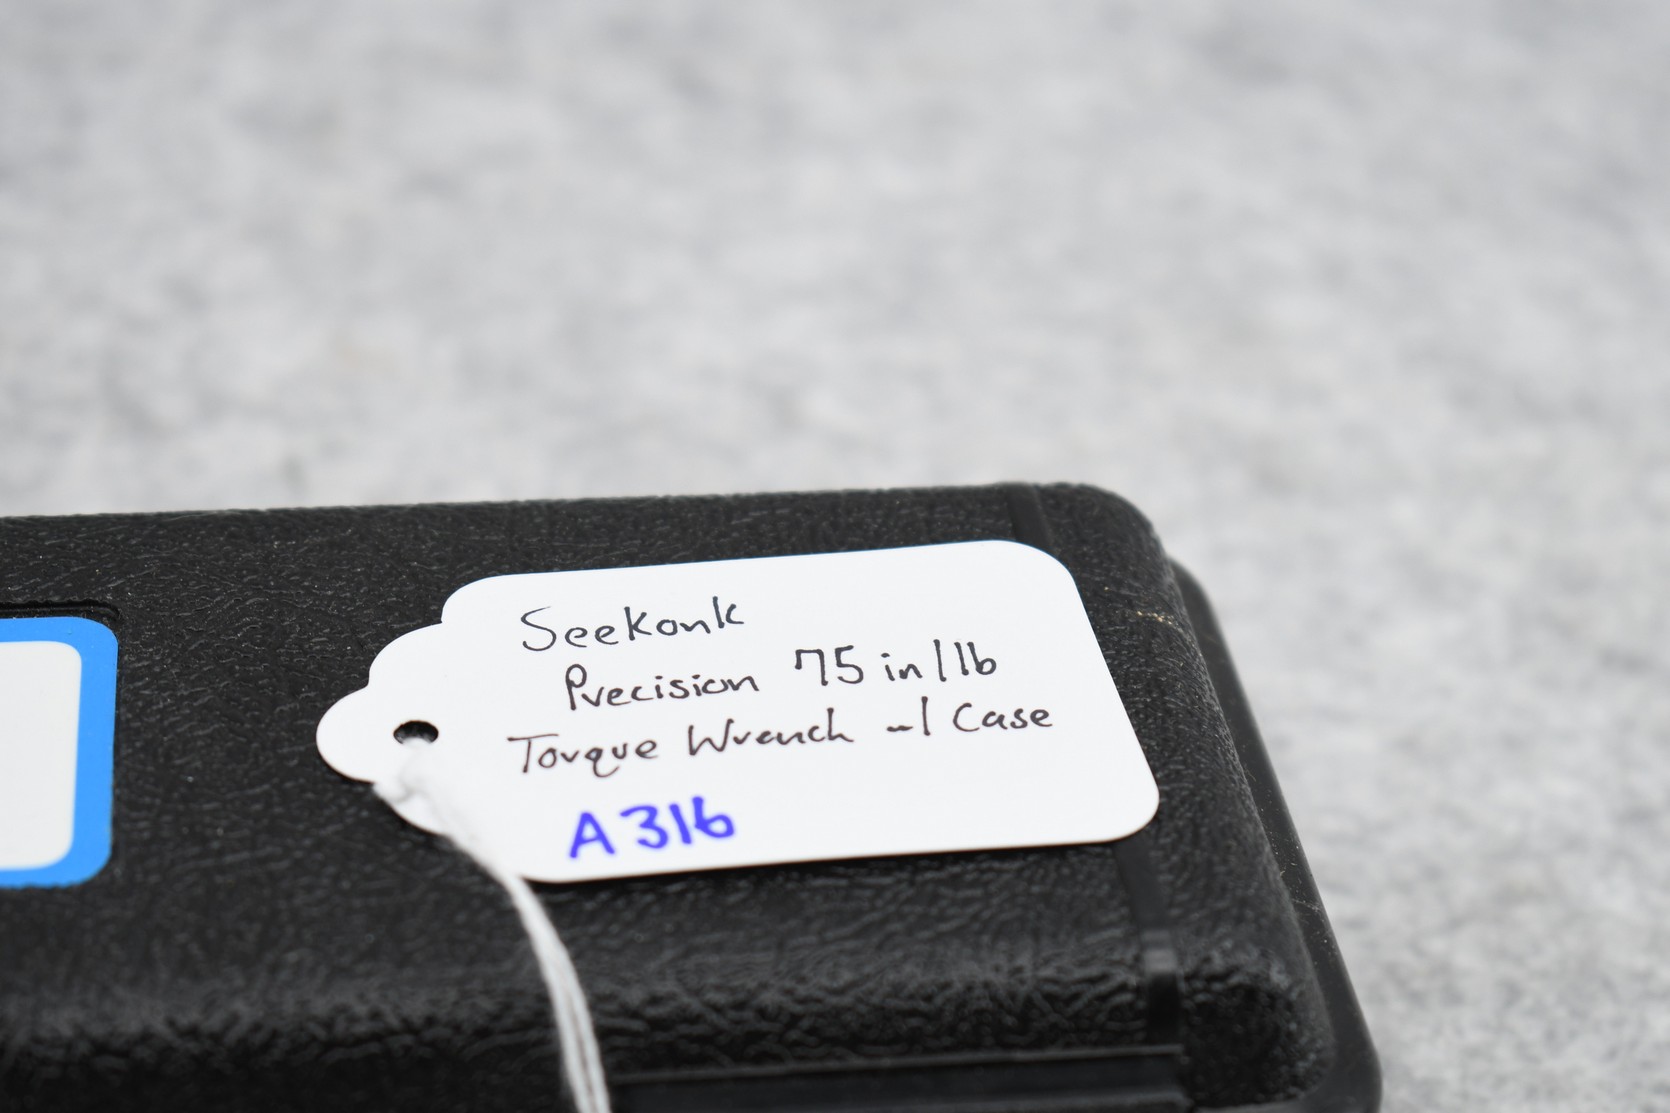 Seekonk
Precision 75 in/lb
Torque Wrench w/ Case
A316